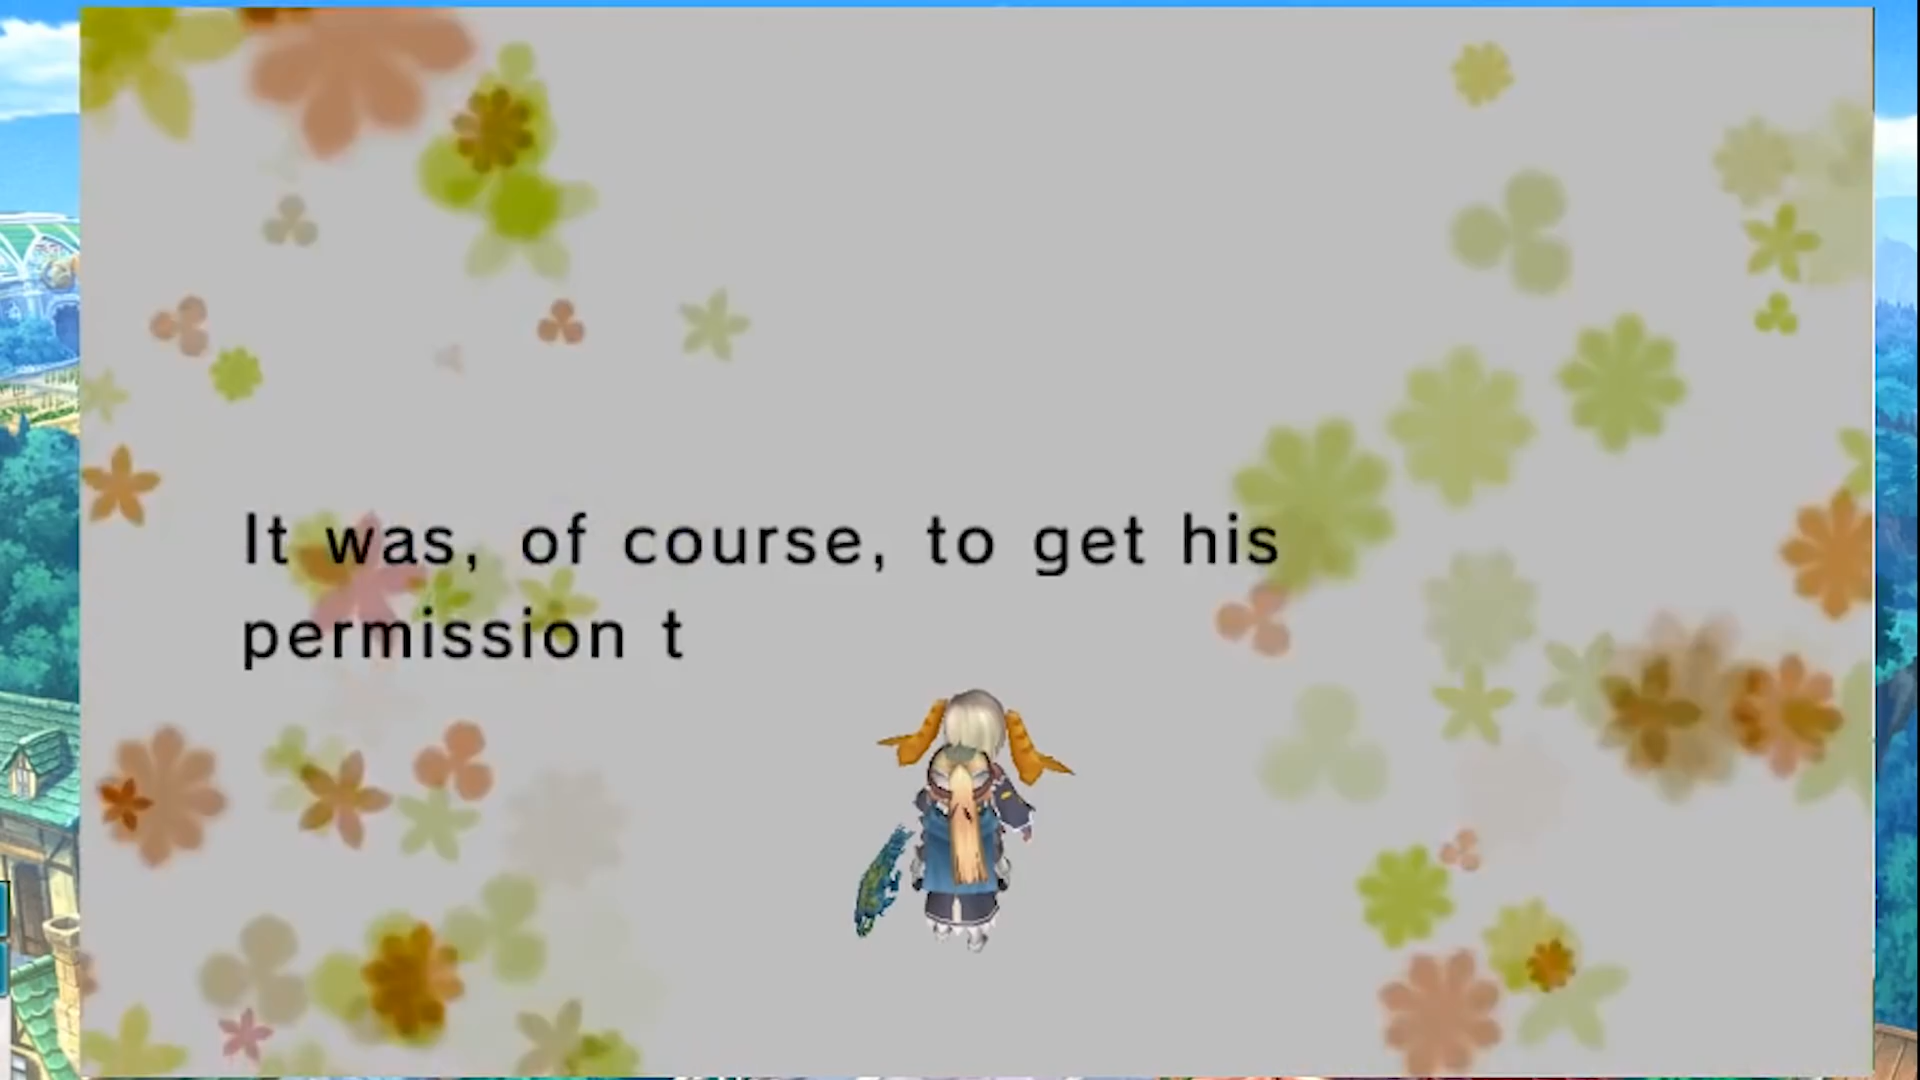 It was, of course, to get his
permission t